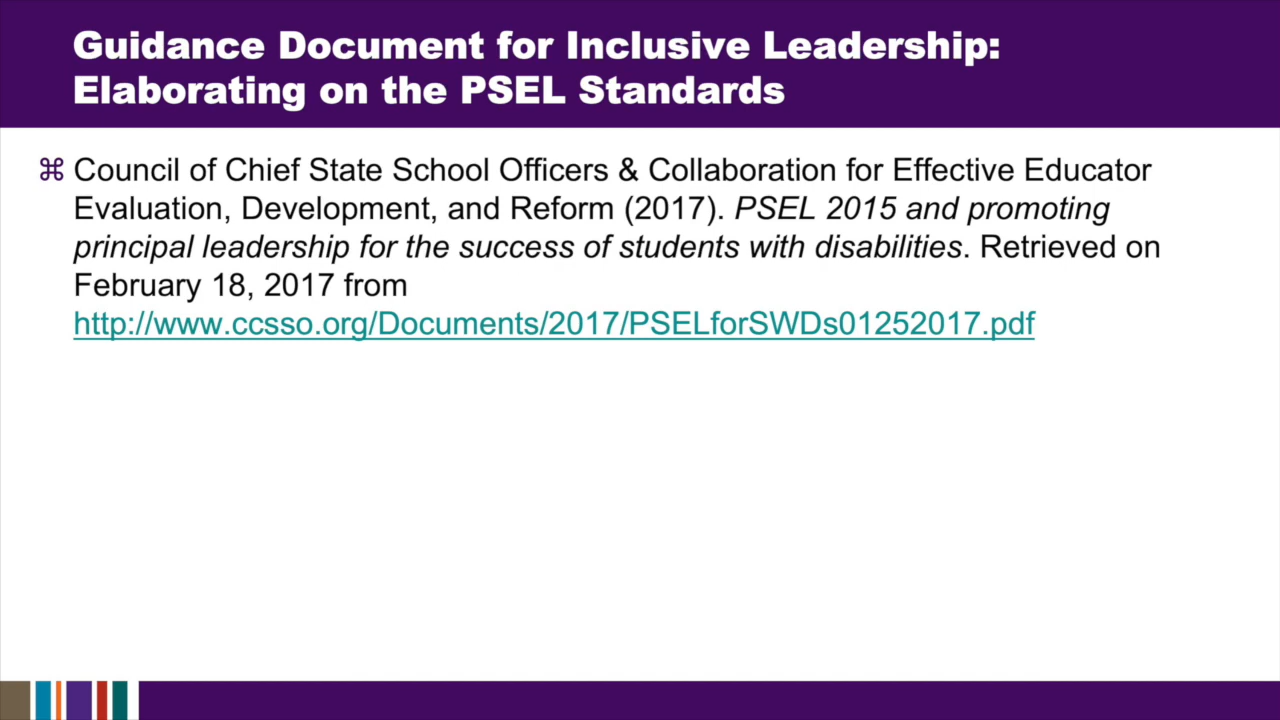 Guidance Document for Inclusive Leadership:
Elaborating on the PSEL Standards
⌘ Council of Chief State School Officers & Collaboration for Effective Educator
Evaluation, Development, and Reform (2017). PSEL 2015 and promoting
principal leadership for the success of students with disabilities. Retrieved on
February 18, 2017 from
http://www.ccsso.org/Documents/2017/PSELforSWDs01252017.pdf